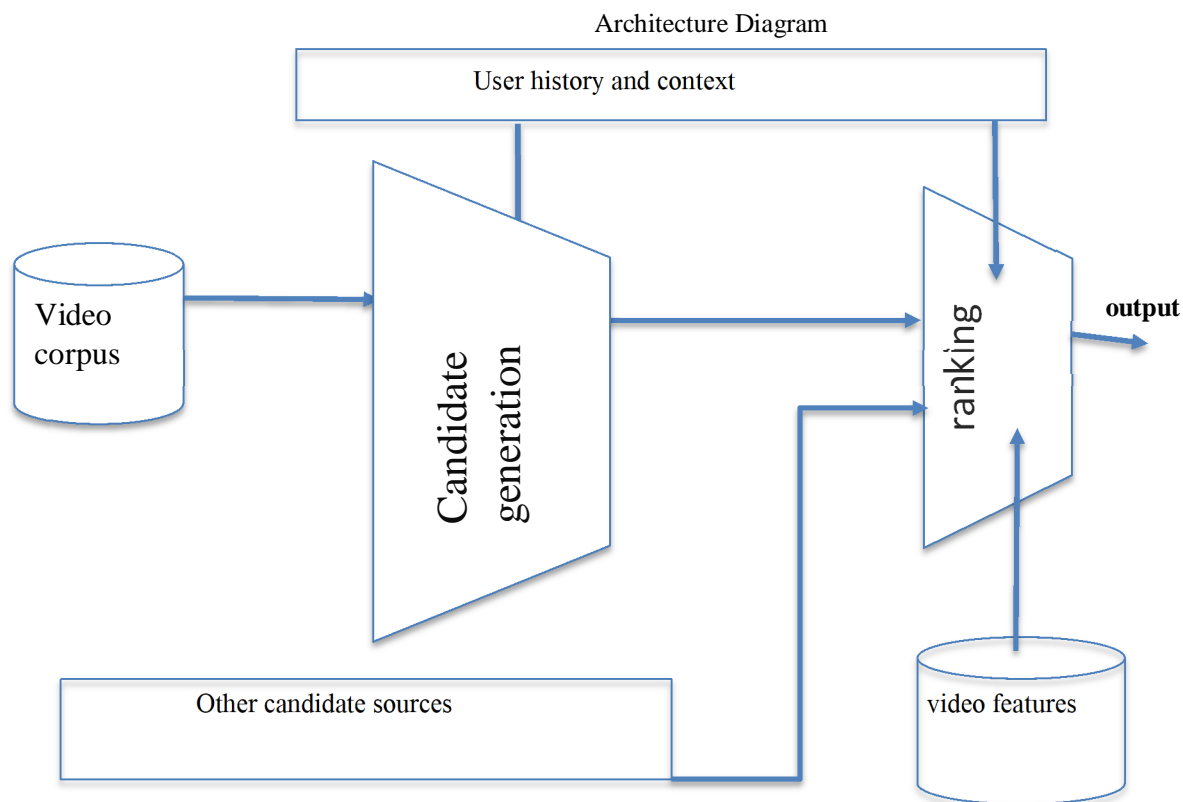 Architecture Diagram
User history and context
Video
corpus
Candidate
generation
ranking
output
Other candidate sources
video features